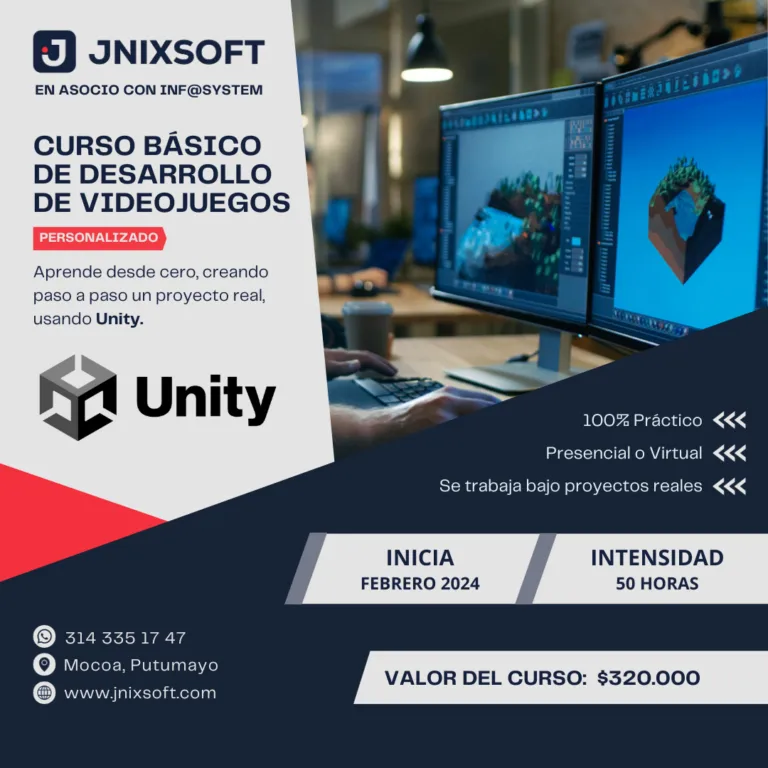 JNIXSOFT
EN ASOCIO CON INF@SYSTEM
CURSO BÁSICO
DE DESARROLLO
DE VIDEOJUEGOS
PERSONALIZADO
Aprende desde cero, creando
paso a paso un proyecto real,
usando Unity.
Unity
100% Práctico
Presencial o Virtual
Se trabaja bajo proyectos reales
INICIA
FEBRERO 2024
INTENSIDAD
50 HORAS
314 335 17 47
Mocoa, Putumayo
www.jnixsoft.com
VALOR DEL CURSO: $320.000